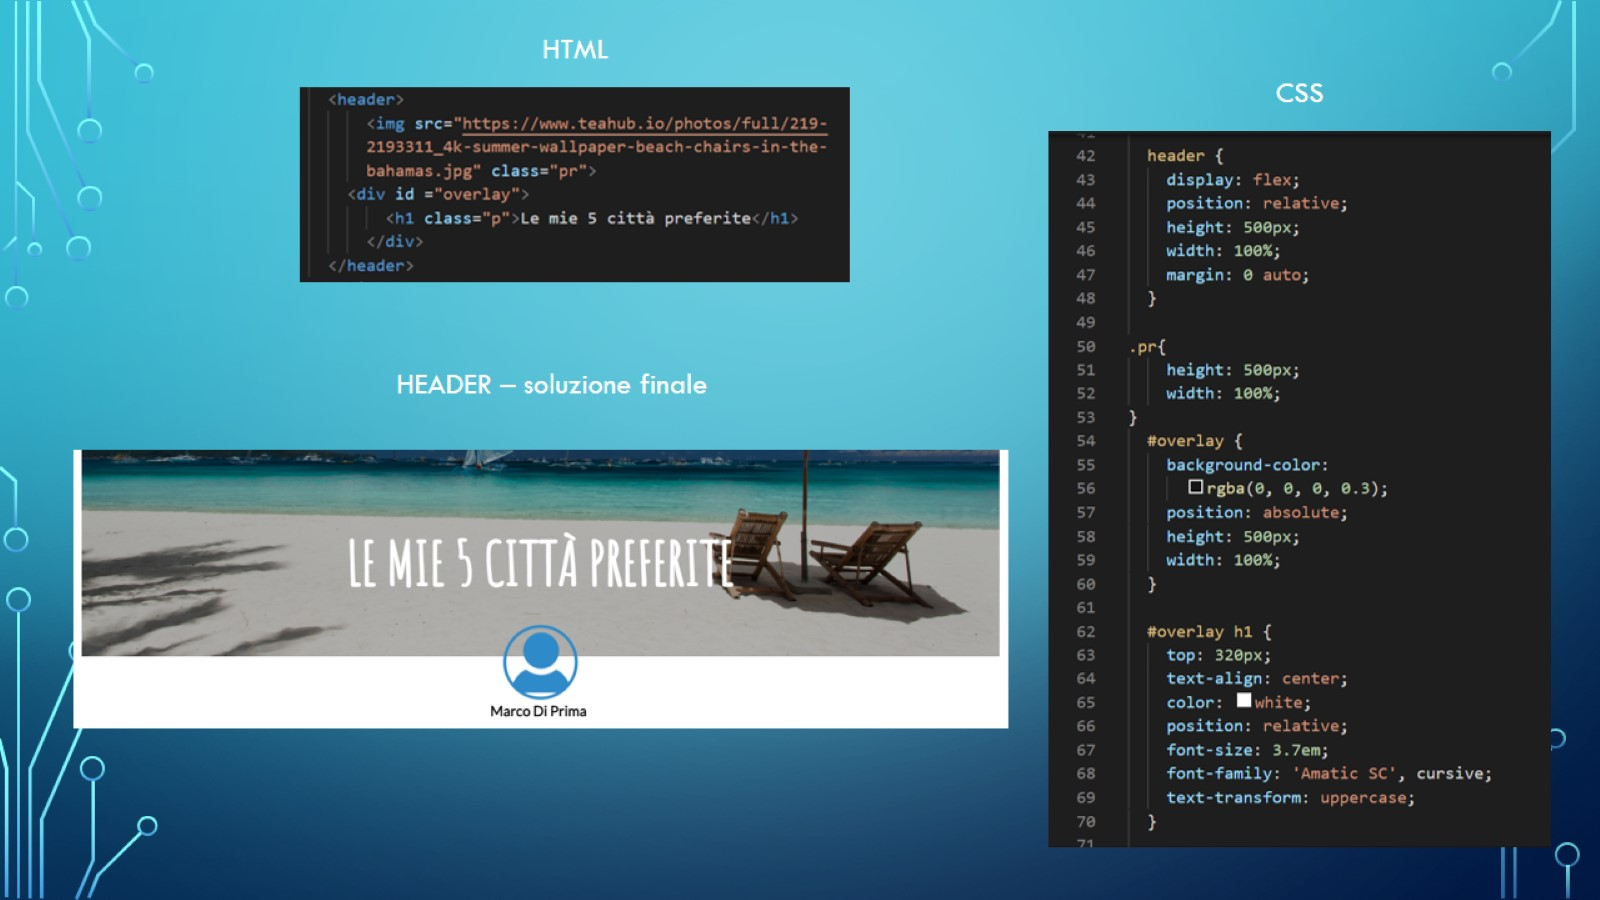 HTML
<header>
<img src="https://www.teahub.io/photos/full/219-
2193311_4k-summer-wallpaper-beach-chairs-in-the-
bahamas.jpg" class="pr">
<div id ="overlay">
<h1 class="p">Le mie 5 città preferite</h1>
</div>
</header>
HEADER – soluzione finale
LE MIE 5 CITTÀ PREFERITE
Marco Di Prima
CSS
41
42 header {
43 display: flex;
44 position: relative;
45 height: 500px;
46 width: 100%;
47 margin: 0 auto;
48 }
49
50 .pr{
51 height: 500px;
52 width: 100%;
53 }
54 #overlay {
55 background-color:
56 rgba(0, 0, 0, 0.3);
57 position: absolute;
58 height: 500px;
59 width: 100%;
60 }
61
62 #overlay h1 {
63 top: 320px;
64 text-align: center;
65 color: white;
66 position: relative;
67 font-size: 3.7em;
68 font-family: 'Amatic SC', cursive;
69 text-transform: uppercase;
70 }
71